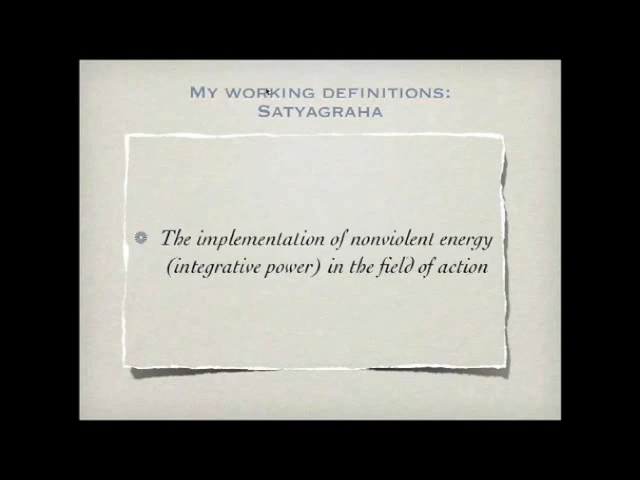 MY WORKING DEFINITIONS:
SATYAGRAHA
The implementation of nonviolent energy
(integrative power) in the field of action